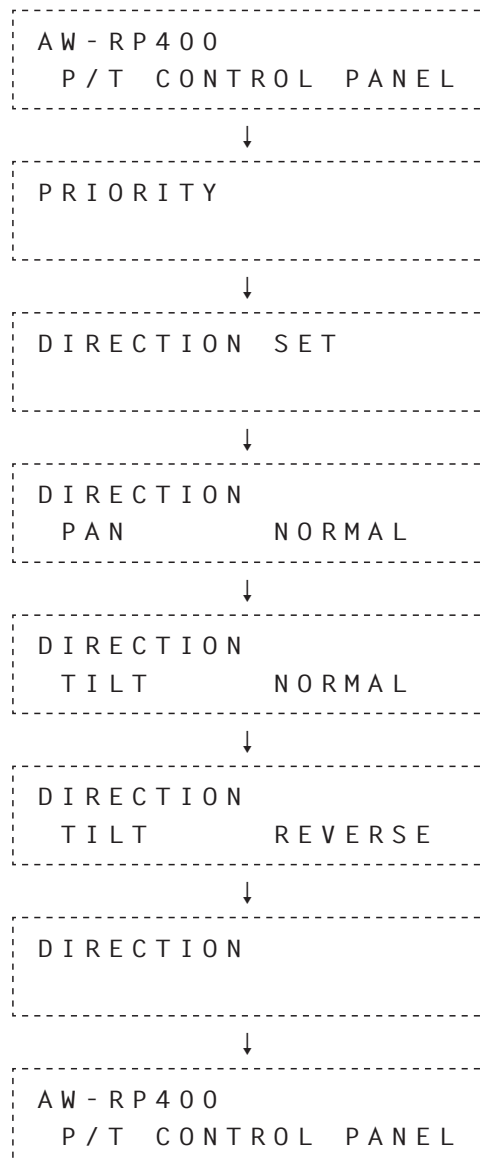 AW-RP400
P/T CONTROL PANEL
↓
PRIORITY
↓
DIRECTION SET
↓
DIRECTION
PAN NORMAL
↓
DIRECTION
TILT NORMAL
↓
DIRECTION
TILT REVERSE
↓
DIRECTION
↓
AW-RP400
P/T CONTROL PANEL